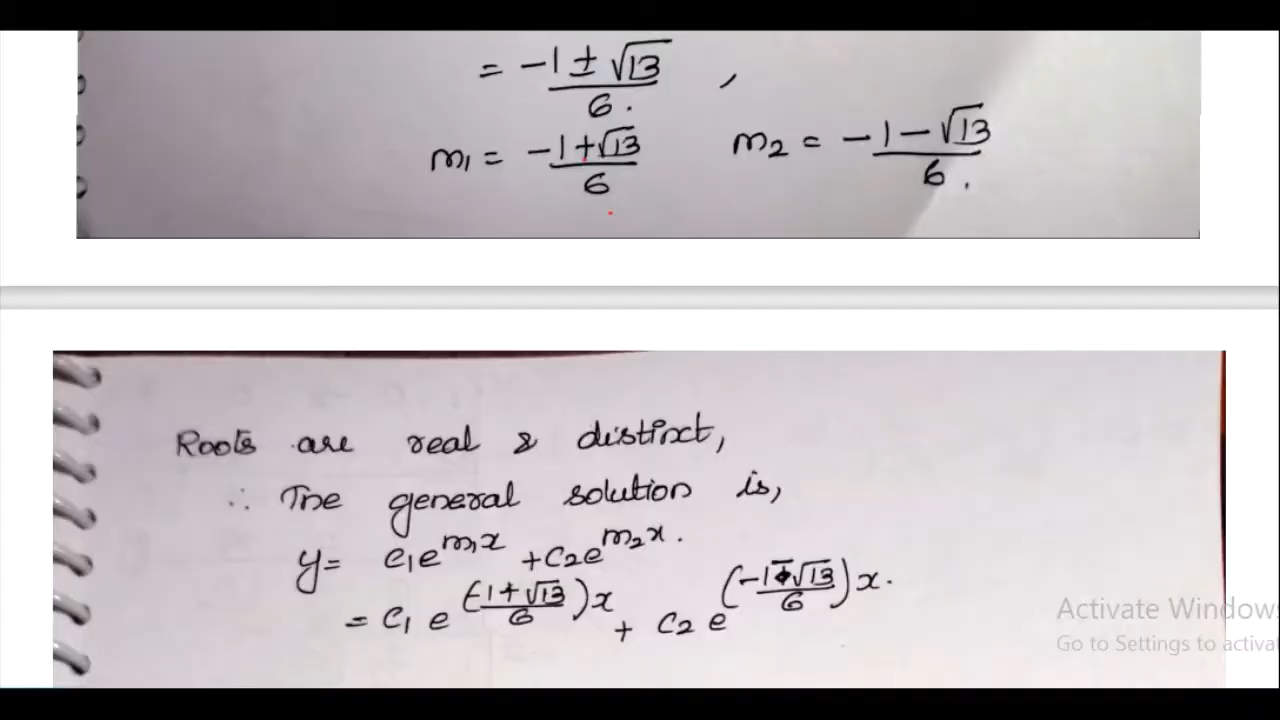 = -1 ± √13 / 6 . ,
m₁ = -1 + √13 / 6    m₂ = -1 - √13 / 6 .
Roots are real & distinct,
∴ The general solution is,
y = c₁e^{m₁x} + c₂e^{m₂x}.
= c₁ e^{(-1 + √13 / 6)x} + c₂ e^{(-1 - √13 / 6)x}.
Activate Windows
Go to Settings to activa